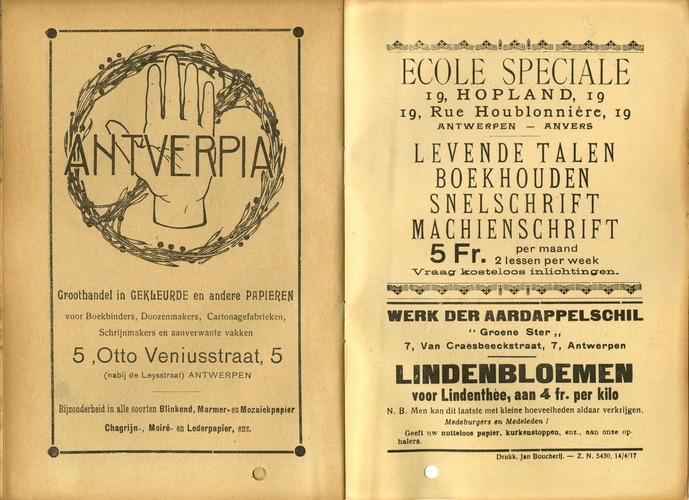 ANTVERPIA
Groothandel in GEKLEURDE en andere PAPIEREN
voor Boekbinders, Doozenmakers, Cartonagefabrieken,
Schrijnmakers en aanverwante vakken
5 ,Otto Veniusstraat, 5
(nabij de Leysstraat) ANTWERPEN
Bijzonderheid in alle soorten Blinkend, Marmer- en Mozaiekpapier
Chagrijn-, Moiré- en Lederpapier, enz.
ECOLE SPECIALE
19, HOPLAND, 19
19, Rue Houblonnière, 19
ANTWERPEN — ANVERS
LEVENDE TALEN
BOEKHOUDEN
SNELSCHRIFT
MACHIENSCHRIFT
5 Fr. per maand
2 lessen per week
Vraag kosteloos inlichtingen.
WERK DER AARDAPPELSCHIL
" Groene Ster „
7, Van Craesbeeckstraat, 7, Antwerpen
LINDENBLOEMEN
voor Lindenthèe, aan 4 fr. per kilo
N. B. Men kan dit laatste met kleine hoeveelheden aldaar verkrijgen.
Medeburgers en Medeleden !
Geeft uw nutteloos papier, kurkenstoppen, enz., aan onze op-
halers.
Drukk. Jan Boucherij. — Z. N. 5430, 14/4/17